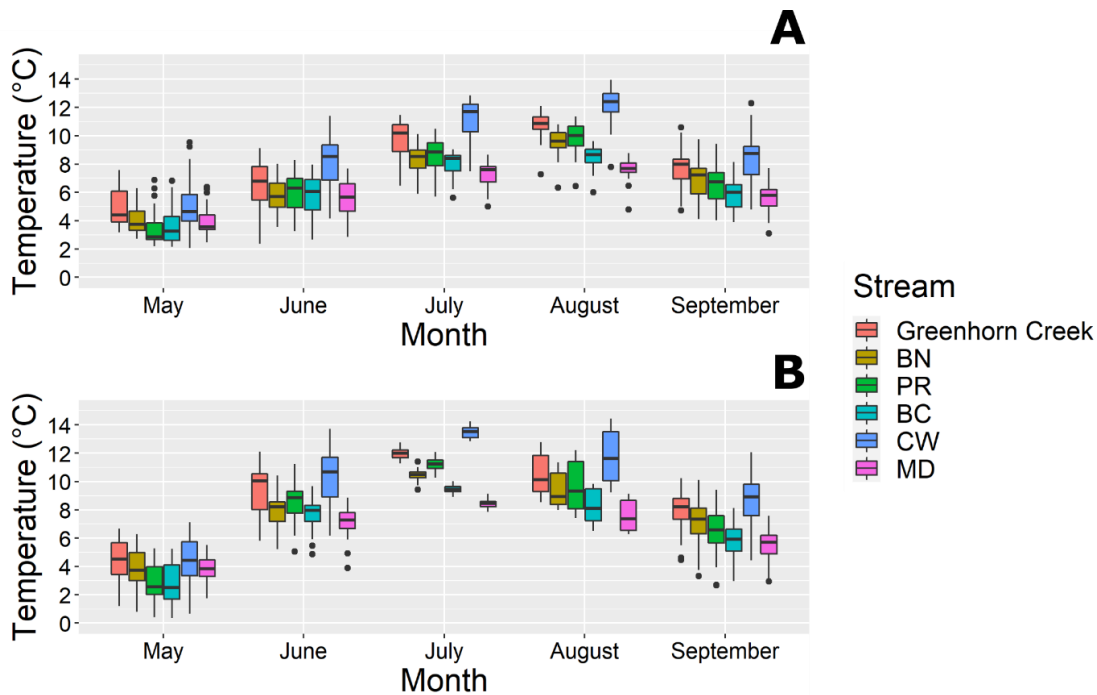 A
Temperature (°C)
14
12
10
8
6
4
2
0
May June July August September
Month
B
Temperature (°C)
14
12
10
8
6
4
2
0
May June July August September
Month
Stream
Greenhorn Creek
BN
PR
BC
CW
MD